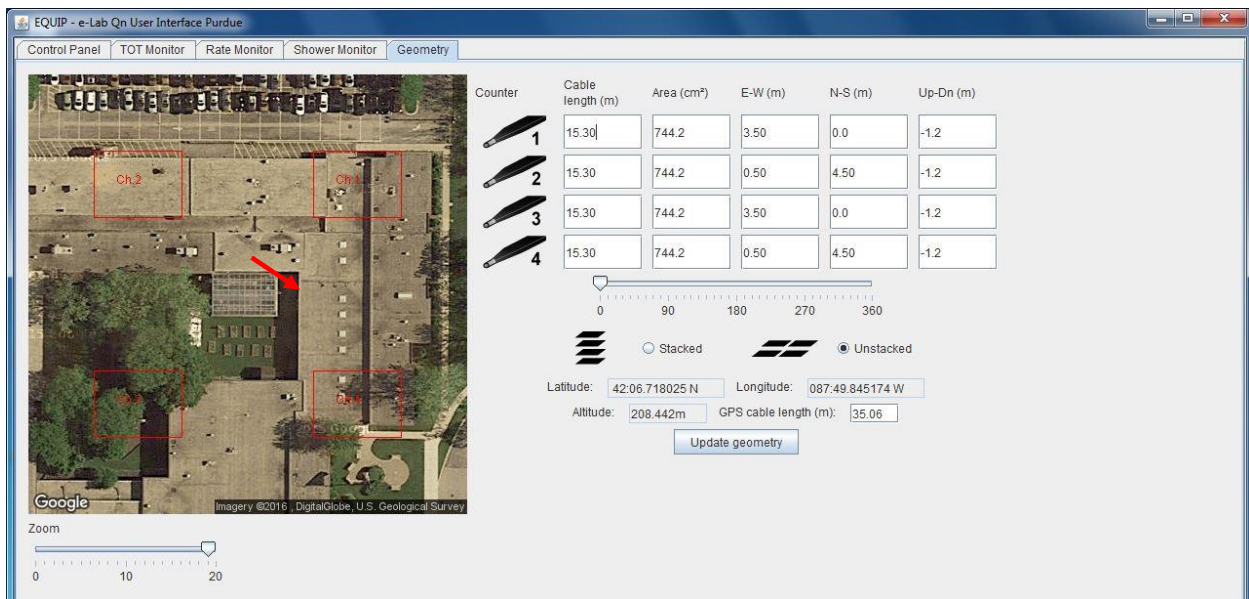 EQUIP - e-Lab Qn User Interface Purdue
Control Panel TOT Monitor Rate Monitor Shower Monitor Geometry
Counter Cable length (m) Area (cm²) E-W (m) N-S (m) Up-Dn (m)
1 15.30 744.2 3.50 0.0 -1.2
2 15.30 744.2 0.50 4.50 -1.2
3 15.30 744.2 3.50 0.0 -1.2
4 15.30 744.2 0.50 4.50 -1.2
0 90 180 270 360
Stacked Unstacked
Latitude: 42:06.718025 N Longitude: 087:49.845174 W
Altitude: 208.442m GPS cable length (m): 35.06
Update geometry
Ch.2 Ch.1
Ch.3 Ch.4
Google Imagery ©2016 , DigitalGlobe, U.S. Geological Survey
Zoom
0 10 20